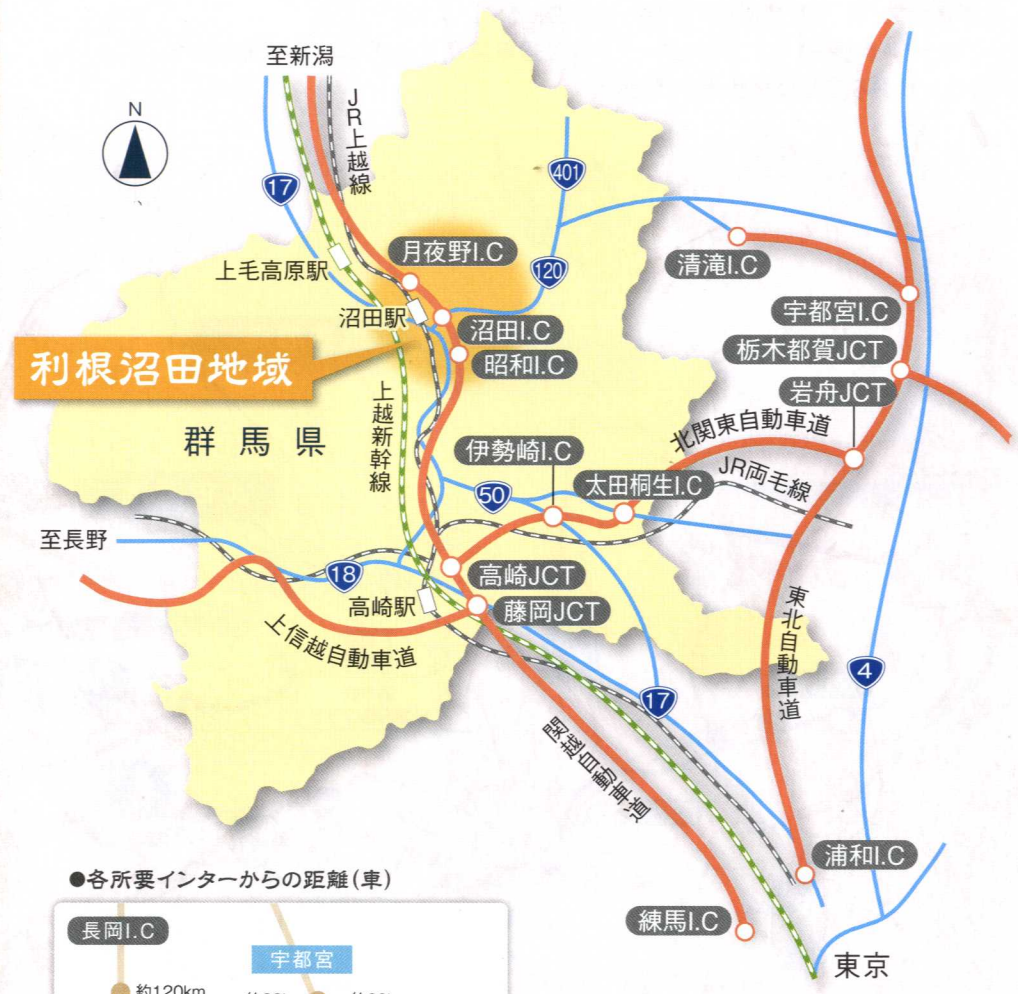 至新潟
N
JR上越線
17
401
月夜野I.C
清滝I.C
上毛高原駅
120
宇都宮I.C
沼田駅
沼田I.C
栃木都賀JCT
昭和I.C
利根沼田地域
岩舟JCT
上越新幹線
北関東自動車道
群馬県
伊勢崎I.C
JR両毛線
太田桐生I.C
50
至長野
18
高崎JCT
高崎駅
藤岡JCT
上信越自動車道
東北自動車道
4
17
関越自動車道
浦和I.C
●各所要インターからの距離(車)
練馬I.C
長岡I.C
宇都宮
東京
約120km